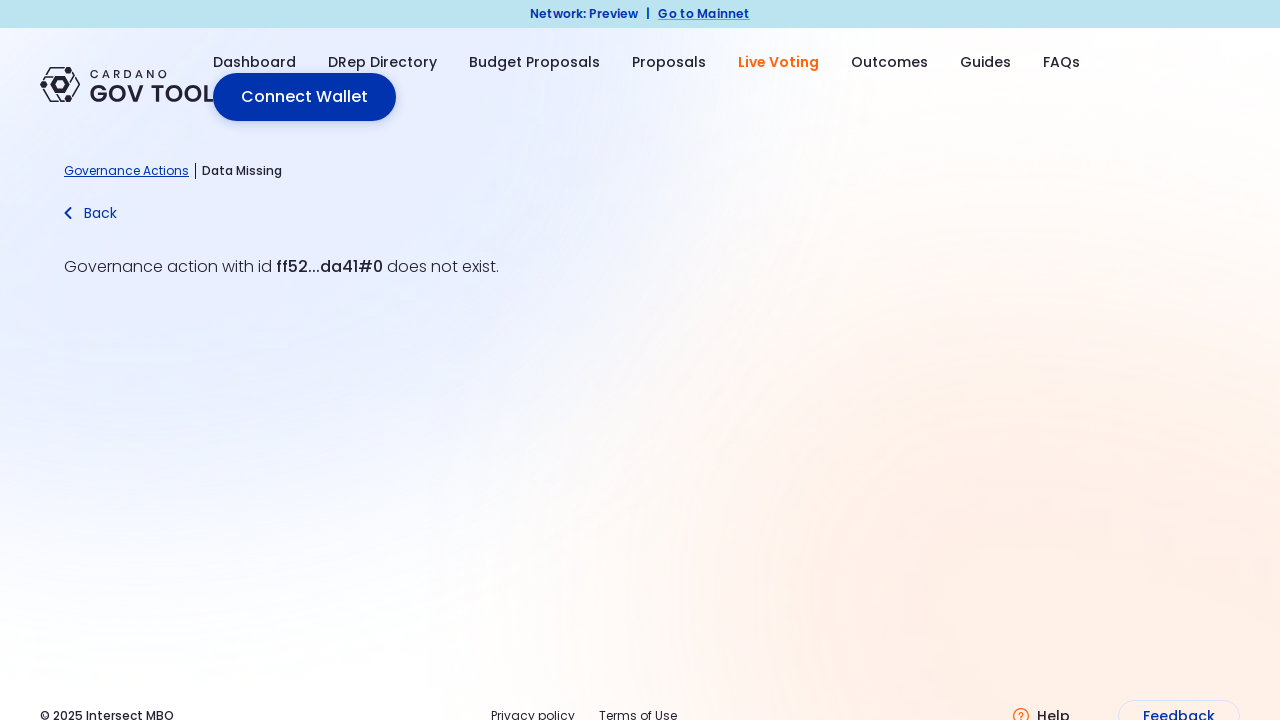 Network: Preview | Go to Mainnet
CARDANO
GOV TOOL
Dashboard DRep Directory Budget Proposals Proposals Live Voting Outcomes Guides FAQs
Connect Wallet
Governance Actions | Data Missing
Back
Governance action with id ff52...da41#0 does not exist.
© 2025 Intersect MBO Privacy policy Terms of Use Help Feedback